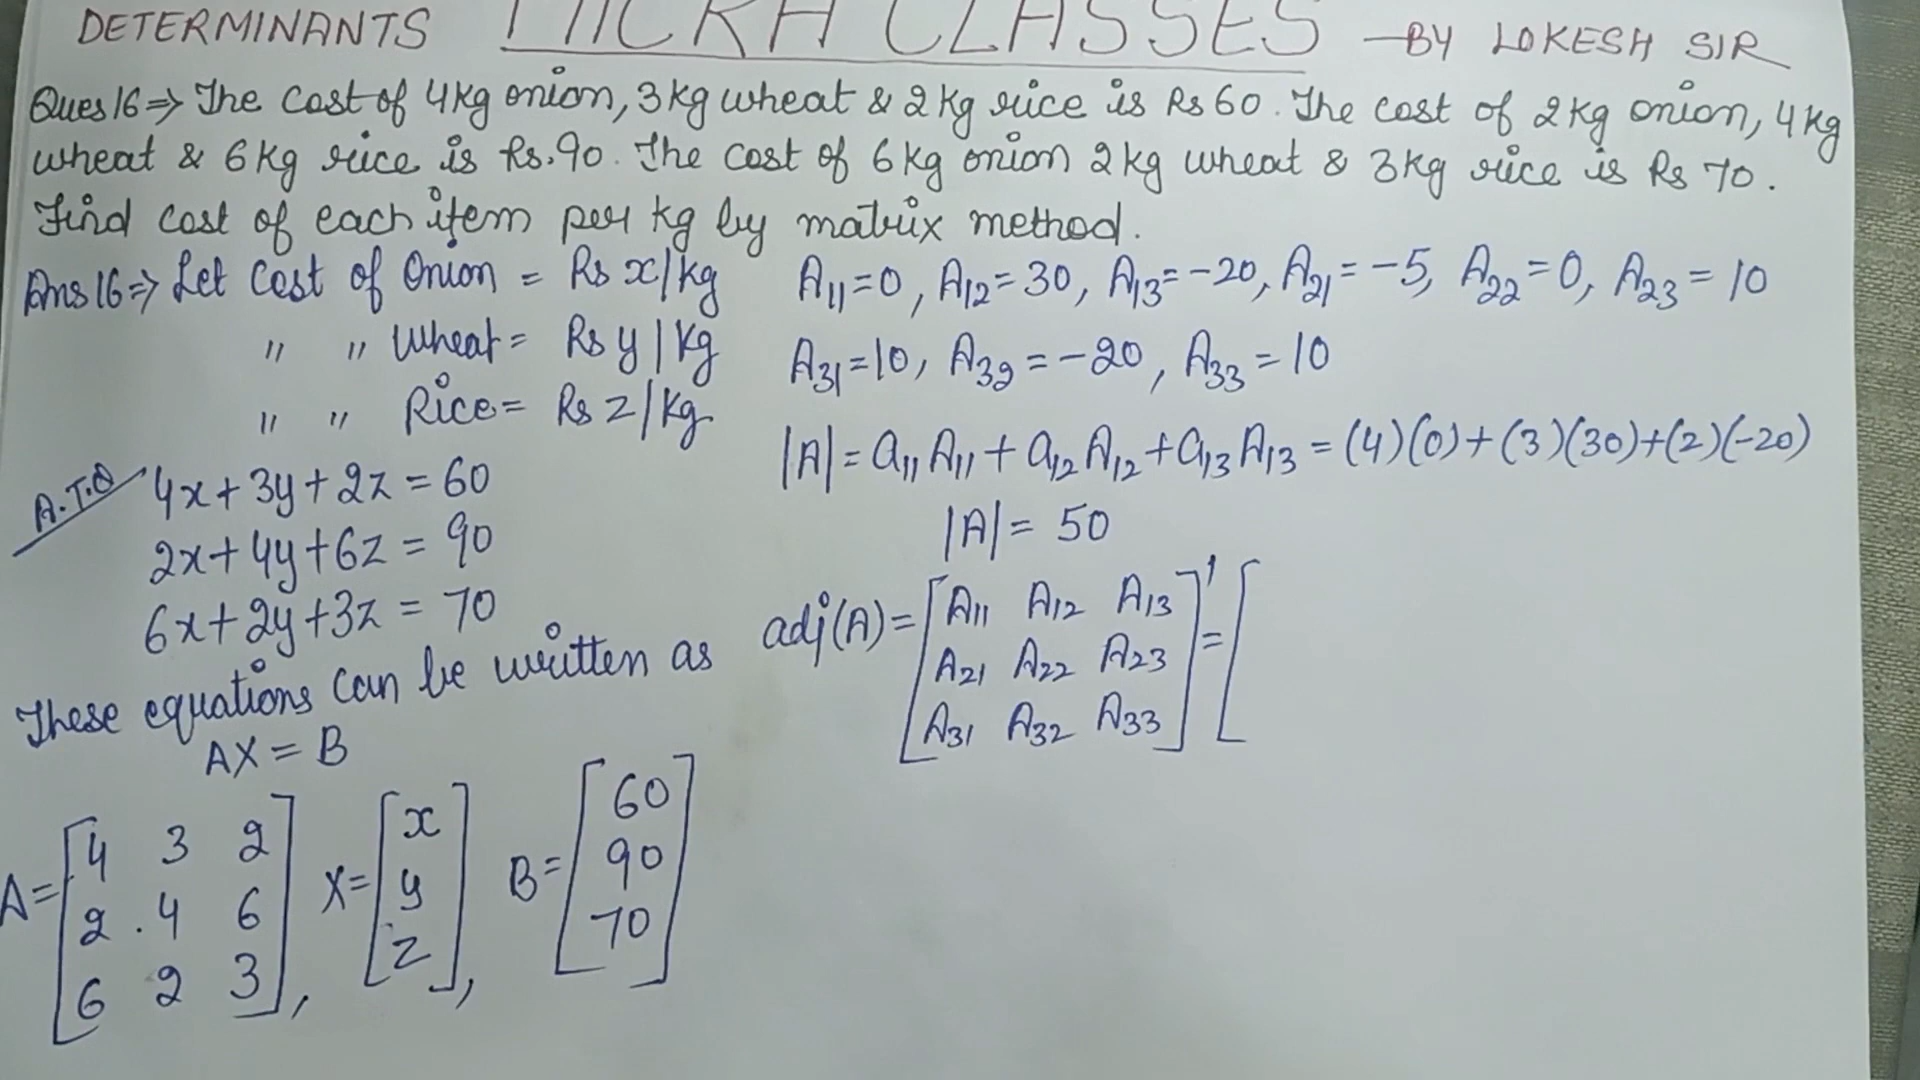 DETERMINANTS CLASSES -BY LOKESH SIR
Ques 16⇒ The cost of 4kg onion, 3kg wheat & 2kg rice is Rs 60. The cost of 2kg onion, 4kg
wheat & 6kg rice is Rs.90. The cost of 6kg onion 2kg wheat & 3kg rice is Rs 70.
Find cost of each item per kg by matrix method.
Ans 16⇒ Let Cost of Onion = Rs x/kg
" " Wheat = Rs y/kg
" " Rice = Rs z/kg
A.T.Q 4x+3y+2z = 60
2x+4y+6z = 90
6x+2y+3z = 70
These equations can be written as
AX = B
A = [4 3 2
2 . 4 6
6 2 3], X = [x
y
z], B = [60
90
70]
A₁₁=0, A₁₂=30, A₁₃=-20, A₂₁=-5, A₂₂=0, A₂₃=10
A₃₁=10, A₃₂=-20, A₃₃=10
|A| = a₁₁A₁₁ + a₁₂A₁₂ + a₁₃A₁₃ = (4)(0)+(3)(30)+(2)(-20)
|A| = 50
adj(A) = [A₁₁ A₁₂ A₁₃
A₂₁ A₂₂ A₂₃
A₃₁ A₃₂ A₃₃]' = [